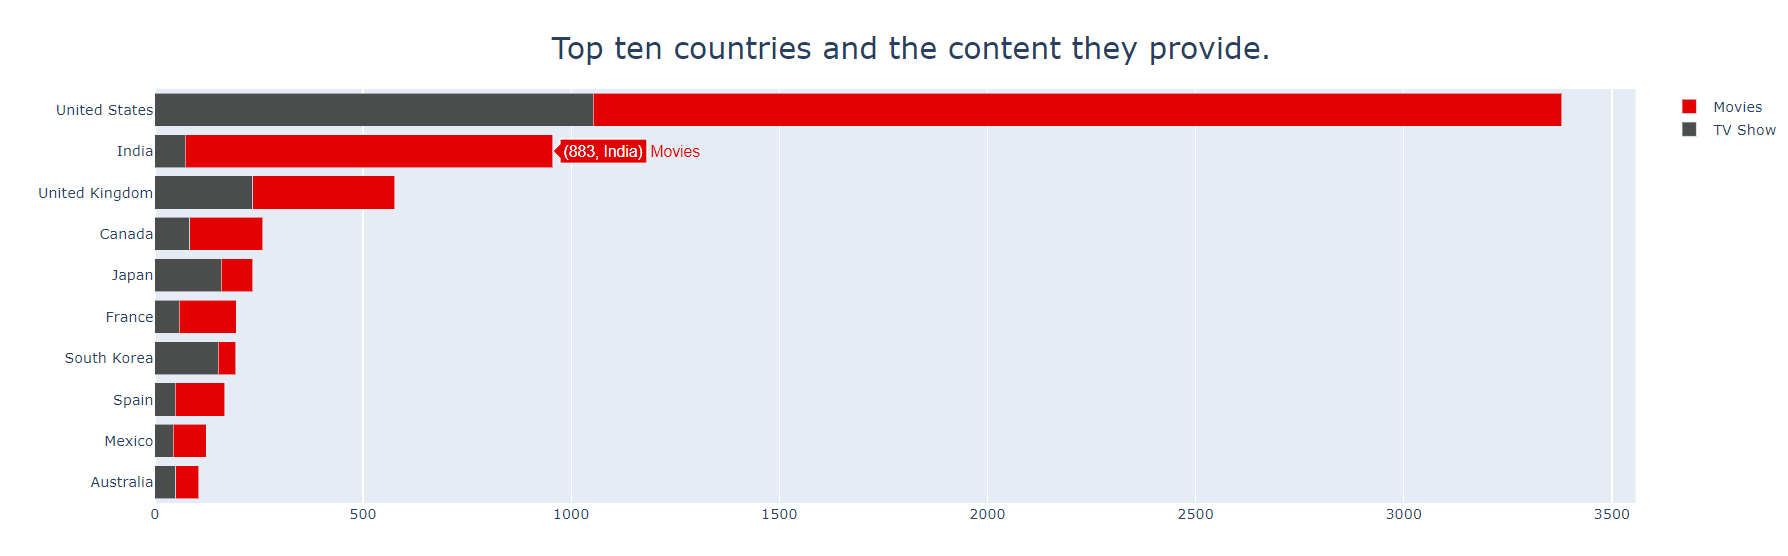 Top ten countries and the content they provide.
United States
India
United Kingdom
Canada
Japan
France
South Korea
Spain
Mexico
Australia
(883, India) Movies
0 500 1000 1500 2000 2500 3000 3500
Movies
TV Show